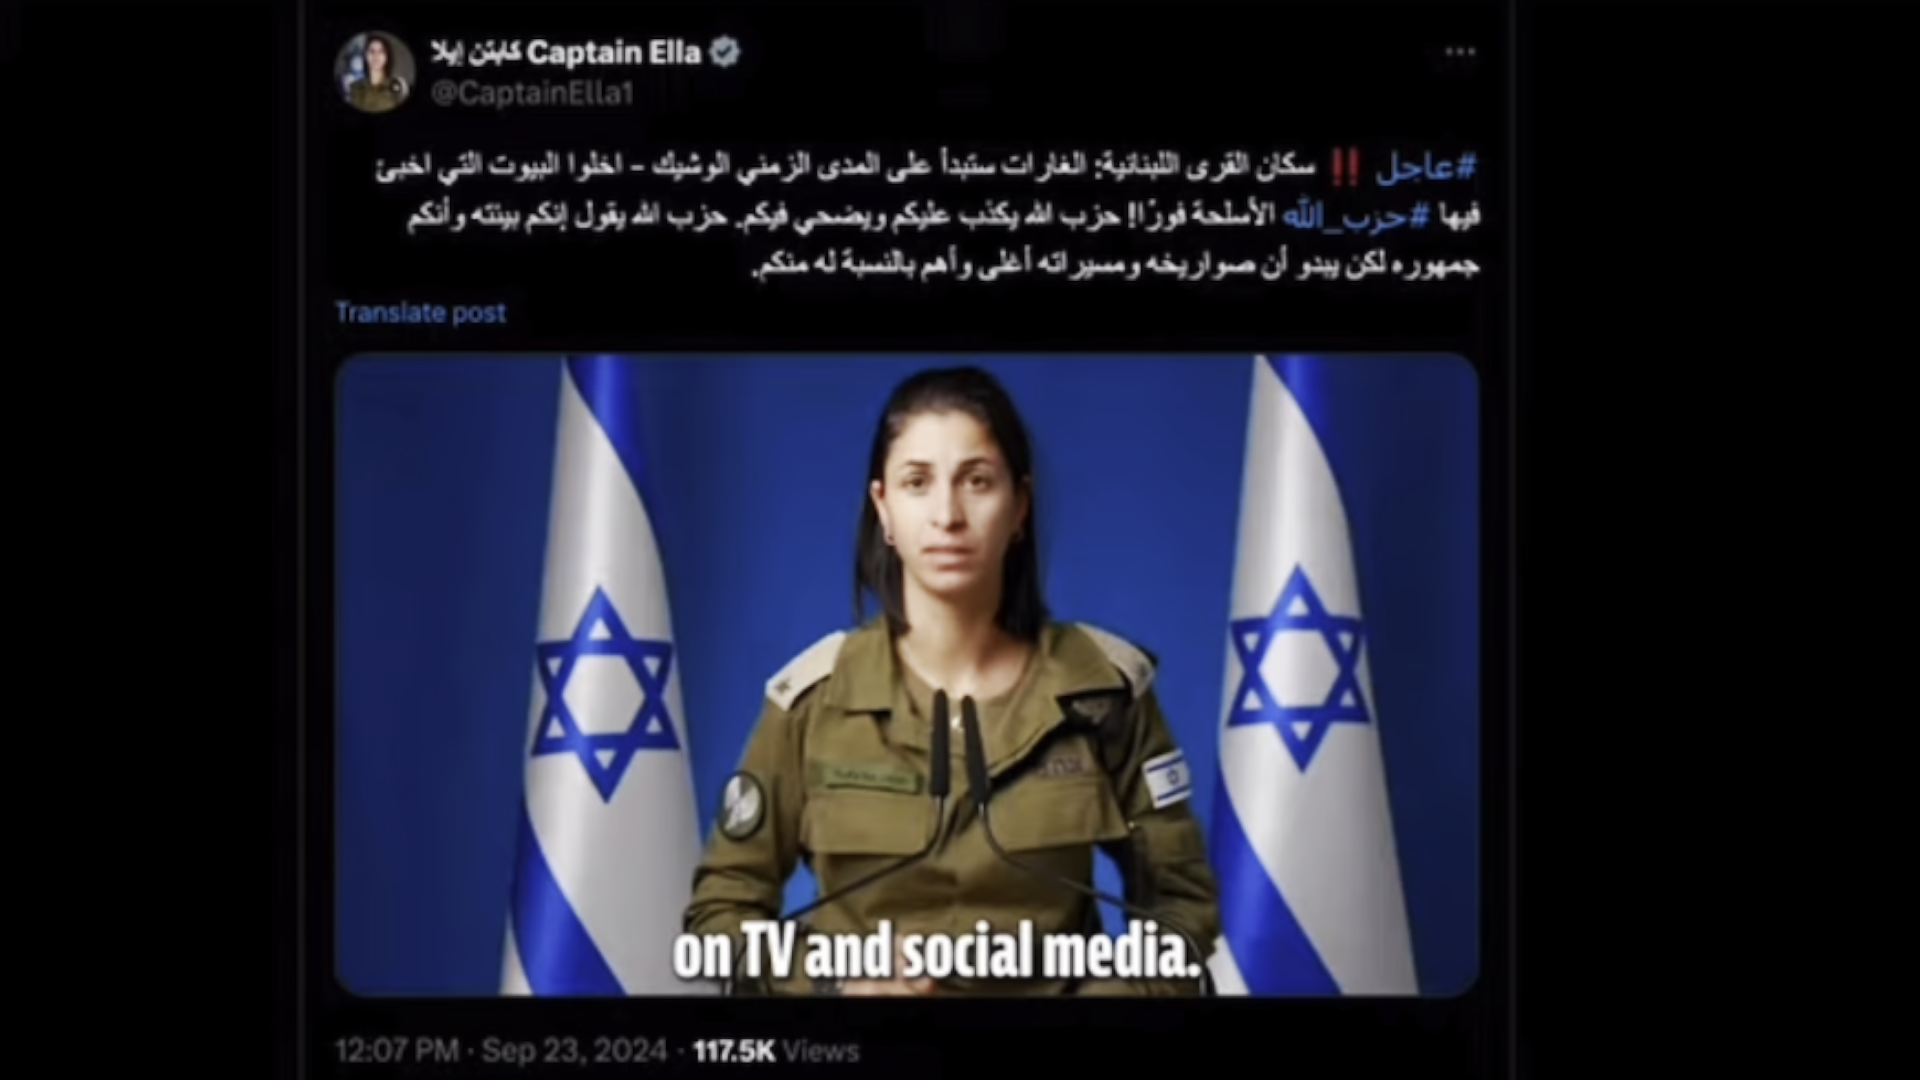 كابتن إيلا Captain Ella
@CaptainElla1
#عاجل ‼️ سكان القرى اللبنانية: الغارات ستبدأ على المدى الزمني الوشيك - اخلوا البيوت التي اخبئ
فيها #حزب_الله الأسلحة فورًا! حزب الله يكذب عليكم ويضحي فيكم. حزب الله يقول إنكم بيئته وأنكم
جمهوره لكن يبدو أن صواريخه ومسيراته أغلى وأهم بالنسبة له منكم.
Translate post
on TV and social media.
12:07 PM · Sep 23, 2024 · 117.5K Views